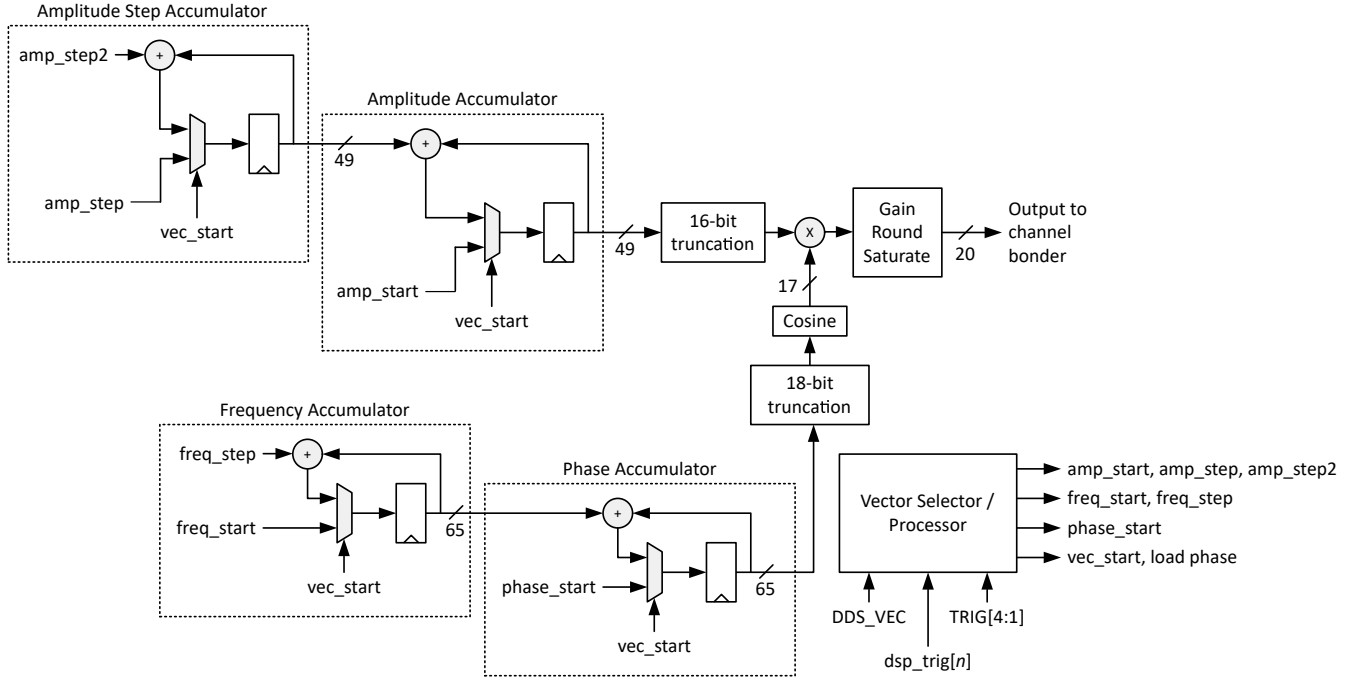 Amplitude Step Accumulator
amp_step2
+
amp_step
vec_start
49
Amplitude Accumulator
+
amp_start
vec_start
49
16-bit
truncation
X
Gain
Round
Saturate
20
Output to
channel
bonder
17
Cosine
18-bit
truncation
Frequency Accumulator
freq_step
+
freq_start
vec_start
65
Phase Accumulator
+
phase_start
vec_start
65
Vector Selector /
Processor
amp_start, amp_step, amp_step2
freq_start, freq_step
phase_start
vec_start, load phase
DDS_VEC
TRIG[4:1]
dsp_trig[n]